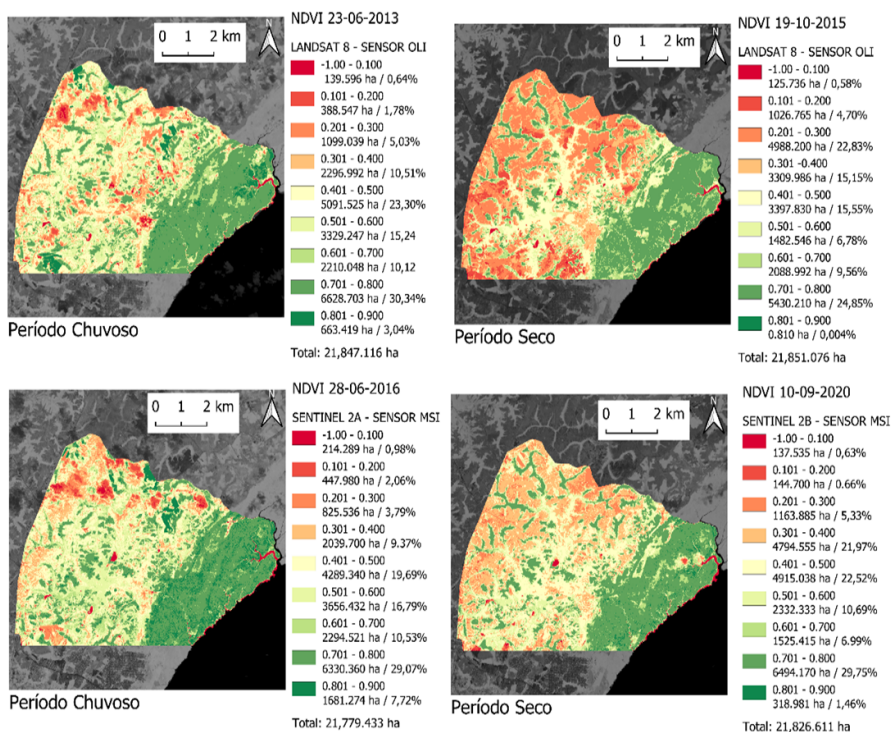 NDVI 23-06-2013
N
0 1 2 km
LANDSAT 8 - SENSOR OLI
-1.00 - 0.100
139.596 ha / 0,64%
0.101 - 0.200
388.547 ha / 1,78%
0.201 - 0.300
1099.039 ha / 5,03%
0.301 - 0.400
2296.992 ha / 10,51%
0.401 - 0.500
5091.525 ha / 23,30%
0.501 - 0.600
3329.247 ha / 15,24
0.601 - 0.700
2210.048 ha / 10,12
0.701 - 0.800
6628.703 ha / 30,34%
0.801 - 0.900
663.419 ha / 3,04%
Período Chuvoso
Total: 21,847.116 ha
NDVI 19-10-2015
N
0 1 2 km
LANDSAT 8 - SENSOR OLI
-1.00 - 0.100
125.736 ha / 0,58%
0.101 - 0.200
1026.765 ha / 4,70%
0.201 - 0.300
4988.200 ha / 22,83%
0.301 -0.400
3309.986 ha / 15,15%
0.401 - 0.500
3397.830 ha / 15,55%
0.501 - 0.600
1482.546 ha / 6,78%
0.601 - 0.700
2088.992 ha / 9,56%
0.701 - 0.800
5430.210 ha / 24,85%
0.801 - 0.900
0.810 ha / 0,004%
Período Seco
Total: 21,851.076 ha
NDVI 28-06-2016
N
0 1 2 km
SENTINEL 2A - SENSOR MSI
-1.00 - 0.100
214.289 ha / 0,98%
0.101 - 0.200
447.980 ha / 2,06%
0.201 - 0.300
825.536 ha / 3,79%
0.301 - 0.400
2039.700 ha / 9.37%
0.401 - 0.500
4289.340 ha / 19,69%
0.501 - 0.600
3656.432 ha / 16,79%
0.601 - 0.700
2294.521 ha / 10,53%
0.701 - 0.800
6330.360 ha / 29,07%
0.801 - 0.900
1681.274 ha / 7,72%
Período Chuvoso
Total: 21,779.433 ha
NDVI 10-09-2020
N
0 1 2 km
SENTINEL 2B - SENSOR MSI
-1.00 - 0.100
137.535 ha / 0,63%
0.101 - 0.200
144.700 ha / 0.66%
0.201 - 0.300
1163.885 ha / 5,33%
0.301 - 0.400
4794.555 ha / 21,97%
0.401 - 0.500
4915.038 ha / 22,52%
0.501 - 0.600
2332.333 ha / 10,69%
0.601 - 0.700
1525.415 ha / 6.99%
0.701 - 0.800
6494.170 ha / 29,75%
0.801 - 0.900
318.981 ha / 1,46%
Período Seco
Total: 21,826.611 ha